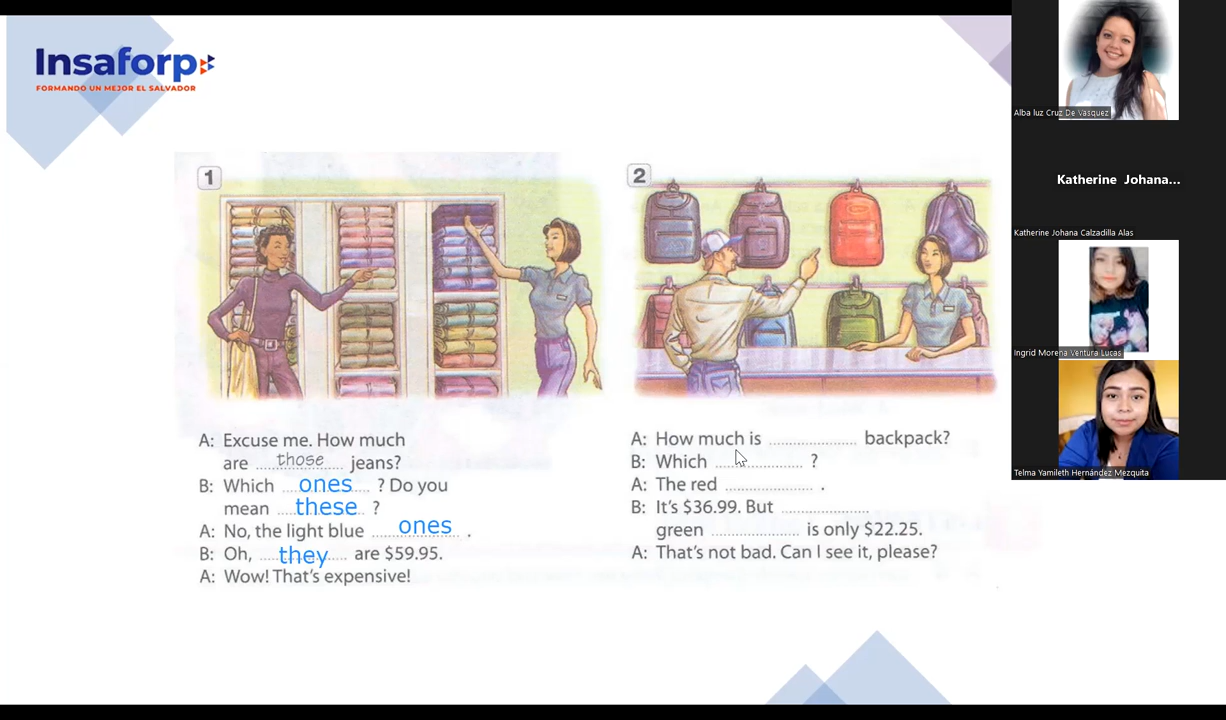 Insaforp
FORMANDO UN MEJOR EL SALVADOR
1
A: Excuse me. How much
are those jeans?
B: Which ones ? Do you
mean these ?
A: No, the light blue ones .
B: Oh, they are $59.95.
A: Wow! That's expensive!
2
A: How much is .................... backpack?
B: Which .................... ?
A: The red .................... .
B: It's $36.99. But ....................
green .................... is only $22.25.
A: That's not bad. Can I see it, please?
Alba luz Cruz De Vasquez
Katherine Johana...
Katherine Johana Calzadilla Alas
Ingrid Morena Ventura Lucas
Telma Yamileth Hernández Mezquita